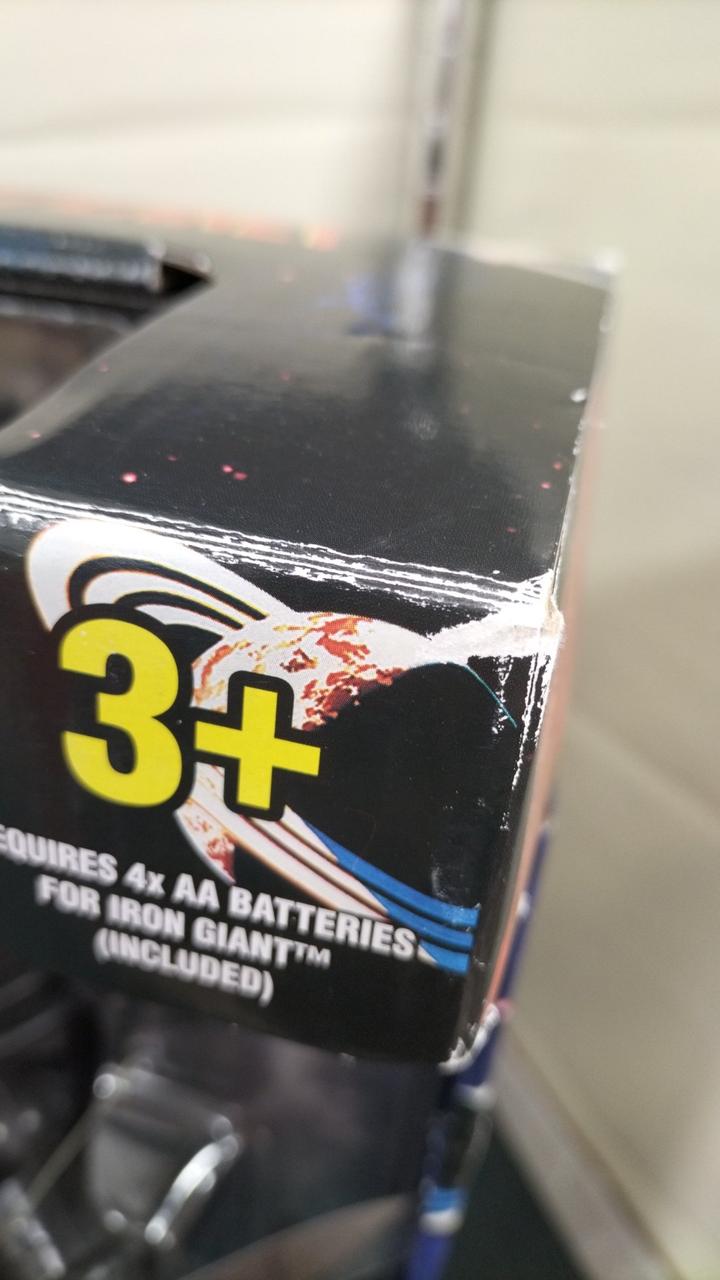 3+
EQUIRES 4x AA BATTERIES
FOR IRON GIANT™
(INCLUDED)